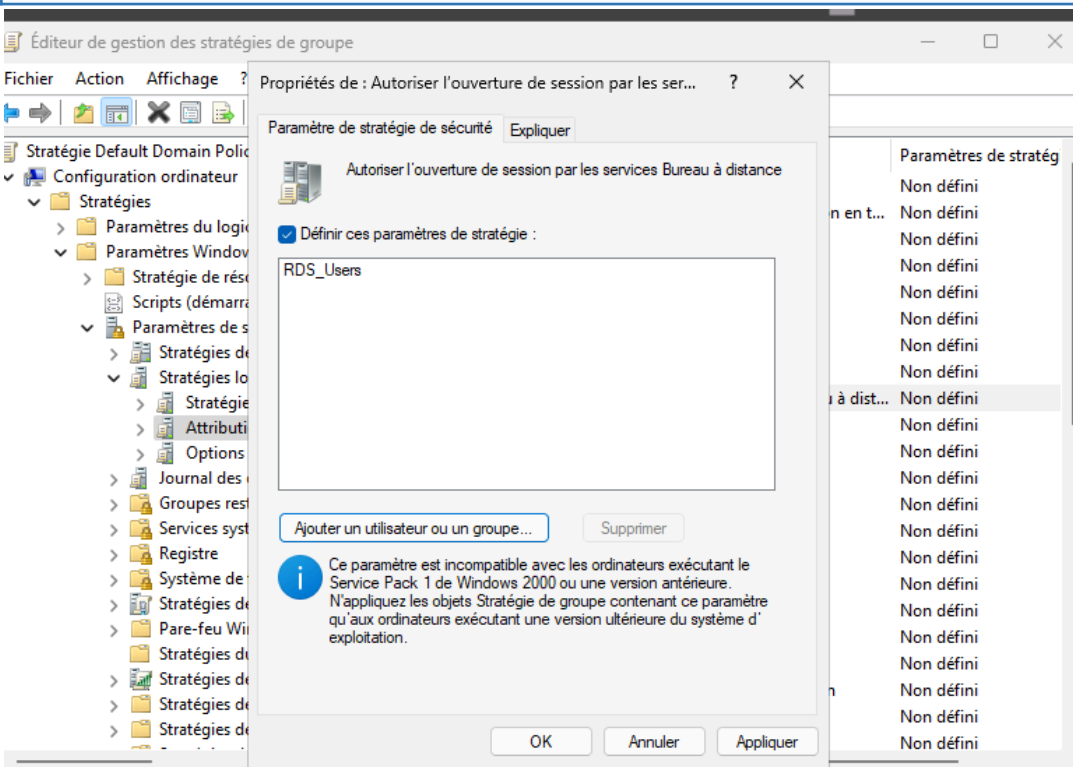 Éditeur de gestion des stratégies de groupe
Fichier Action Affichage ?
Stratégie Default Domain Polic
Configuration ordinateur
Stratégies
Paramètres du logic
Paramètres Window
Stratégie de rés
Scripts (démarra
Paramètres de s
Stratégies de
Stratégies lo
Stratégie
Attributi
Options
Journal des
Groupes rest
Services syst
Registre
Système de
Stratégies de
Pare-feu Wi
Stratégies du
Stratégies de
Stratégies de
Stratégies de
Propriétés de : Autoriser l'ouverture de session par les ser... ?
Paramètre de stratégie de sécurité Expliquer
Autoriser l'ouverture de session par les services Bureau à distance
Définir ces paramètres de stratégie :
RDS_Users
Ajouter un utilisateur ou un groupe... Supprimer
Ce paramètre est incompatible avec les ordinateurs exécutant le
Service Pack 1 de Windows 2000 ou une version antérieure.
N'appliquez les objets Stratégie de groupe contenant ce paramètre
qu'aux ordinateurs exécutant une version ultérieure du système d'
exploitation.
OK Annuler Appliquer
Paramètres de stratég
Non défini
n en t... Non défini
Non défini
Non défini
Non défini
Non défini
Non défini
Non défini
u à dist... Non défini
Non défini
Non défini
Non défini
Non défini
Non défini
Non défini
Non défini
Non défini
Non défini
Non défini
n Non défini
Non défini
Non défini